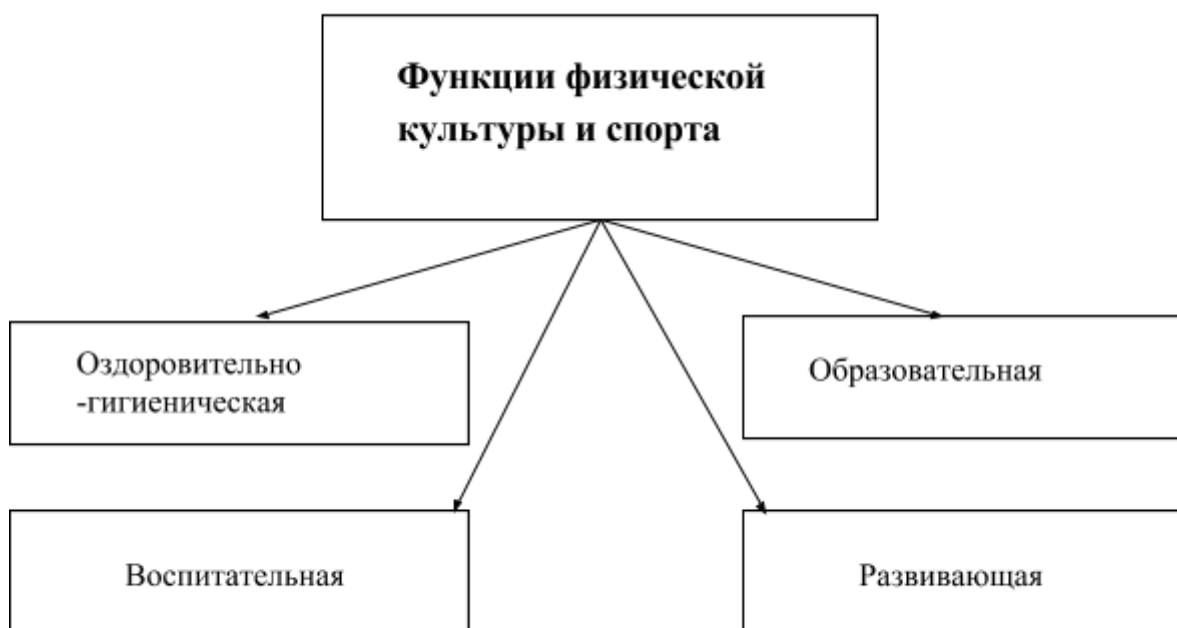 Функции физической
культуры и спорта
Оздоровительно
-гигиеническая
Образовательная
Воспитательная
Развивающая